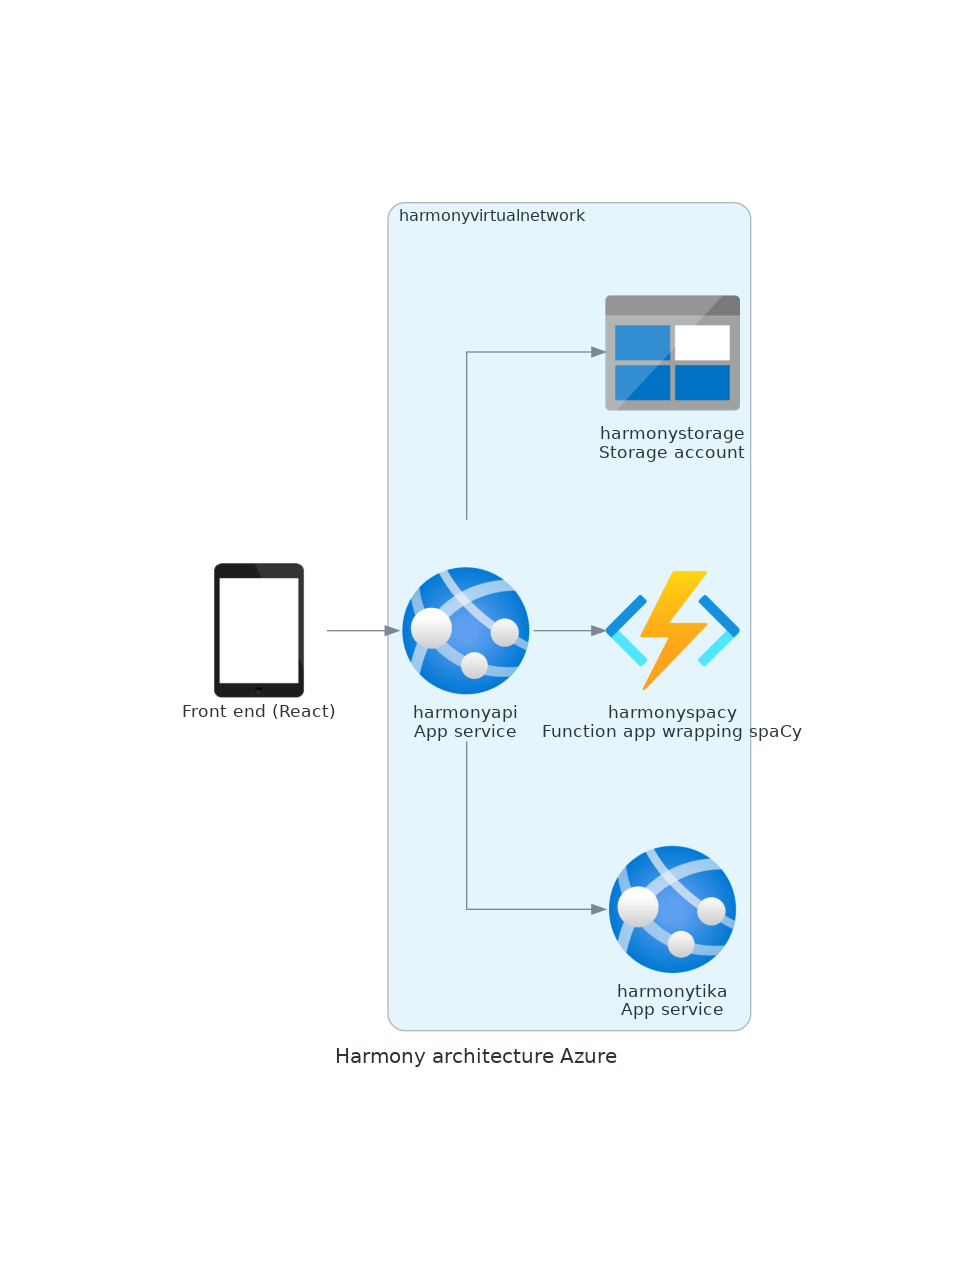 harmonyvirtualnetwork
harmonystorage
Storage account
Front end (React)
harmonyapi
App service
harmonyspacy
Function app wrapping spaCy
harmonytika
App service
Harmony architecture Azure